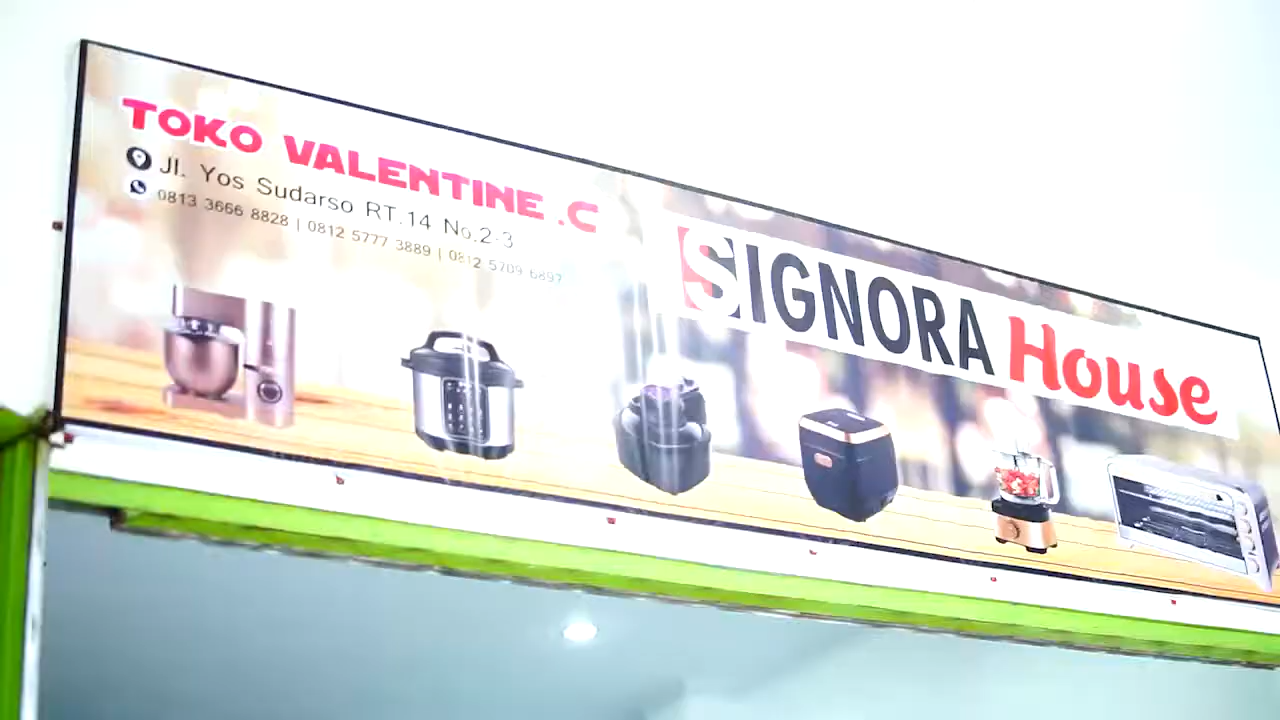 TOKO VALENTINE .C
Jl. Yos Sudarso RT.14 No.2-3
0813 3666 8828 | 0812 5777 3889 | 0812 5709 6897
SIGNORA House